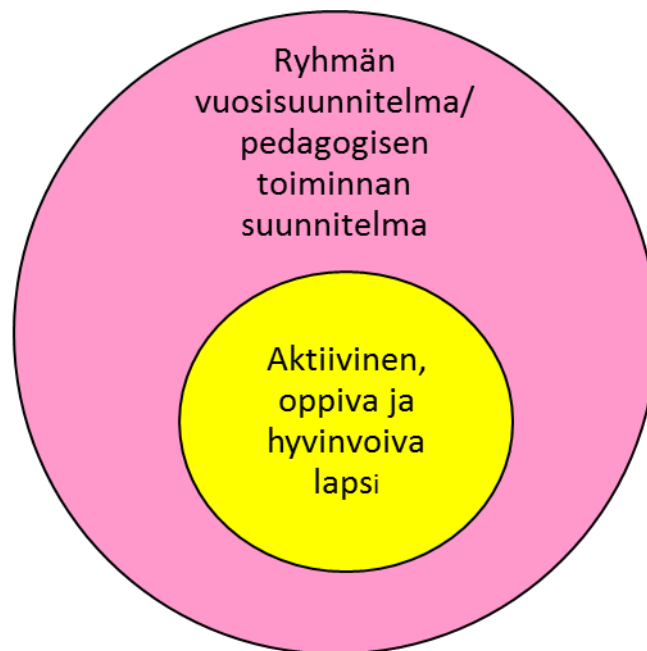 Ryhmän
vuosisuunnitelma/
pedagogisen
toiminnan
suunnitelma
Aktiivinen,
oppiva ja
hyvinvoiva
lapsi